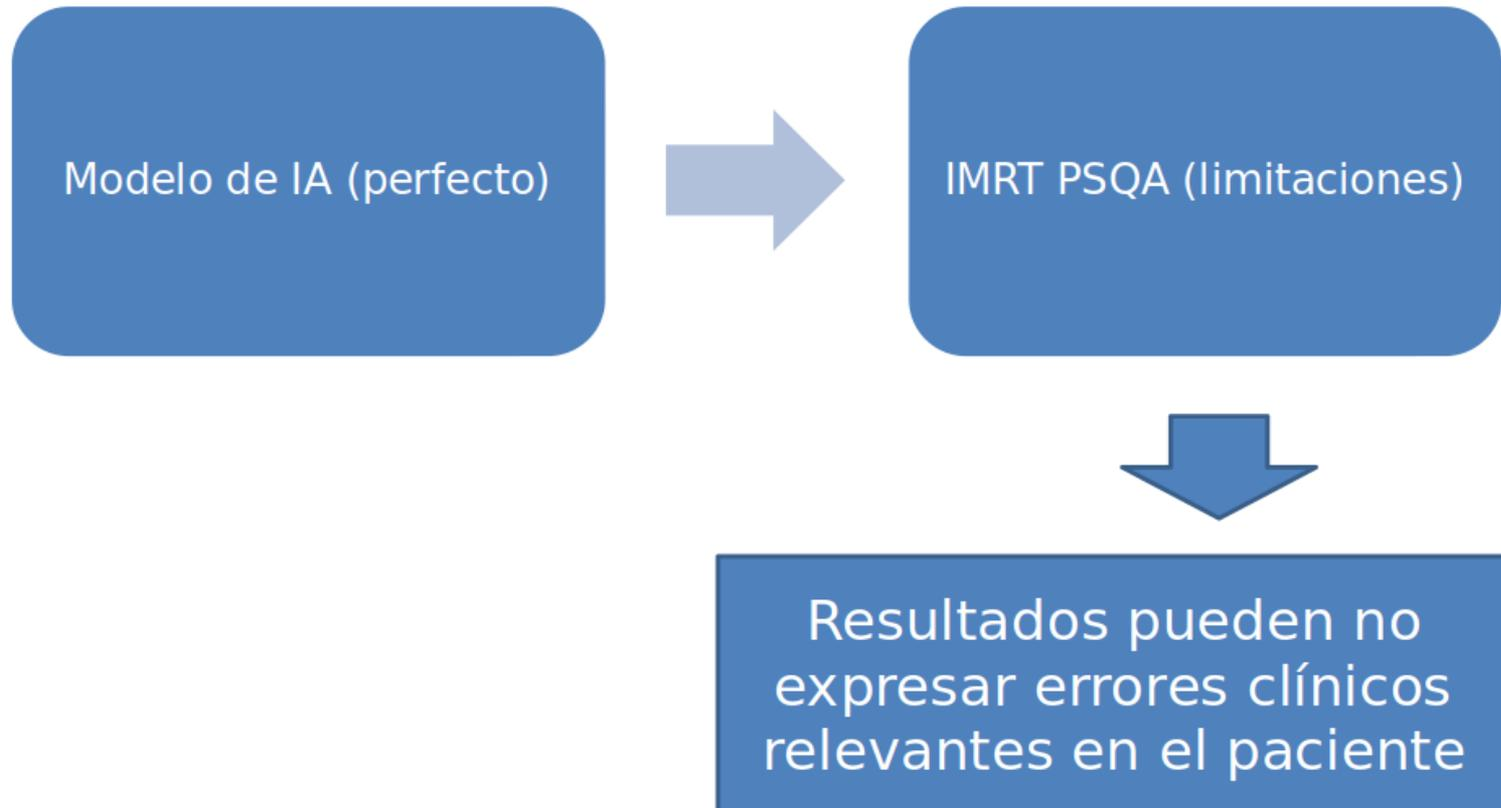 Modelo de IA (perfecto)
IMRT PSQA (limitaciones)
Resultados pueden no
expresar errores clínicos
relevantes en el paciente